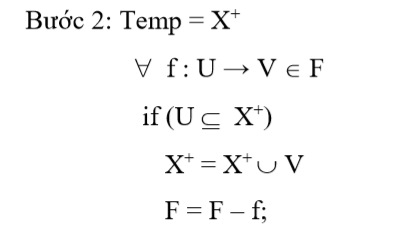 Bước 2: Temp = X⁺
∀ f : U → V ∈ F
if (U ⊆ X⁺)
X⁺ = X⁺ ∪ V
F = F – f;